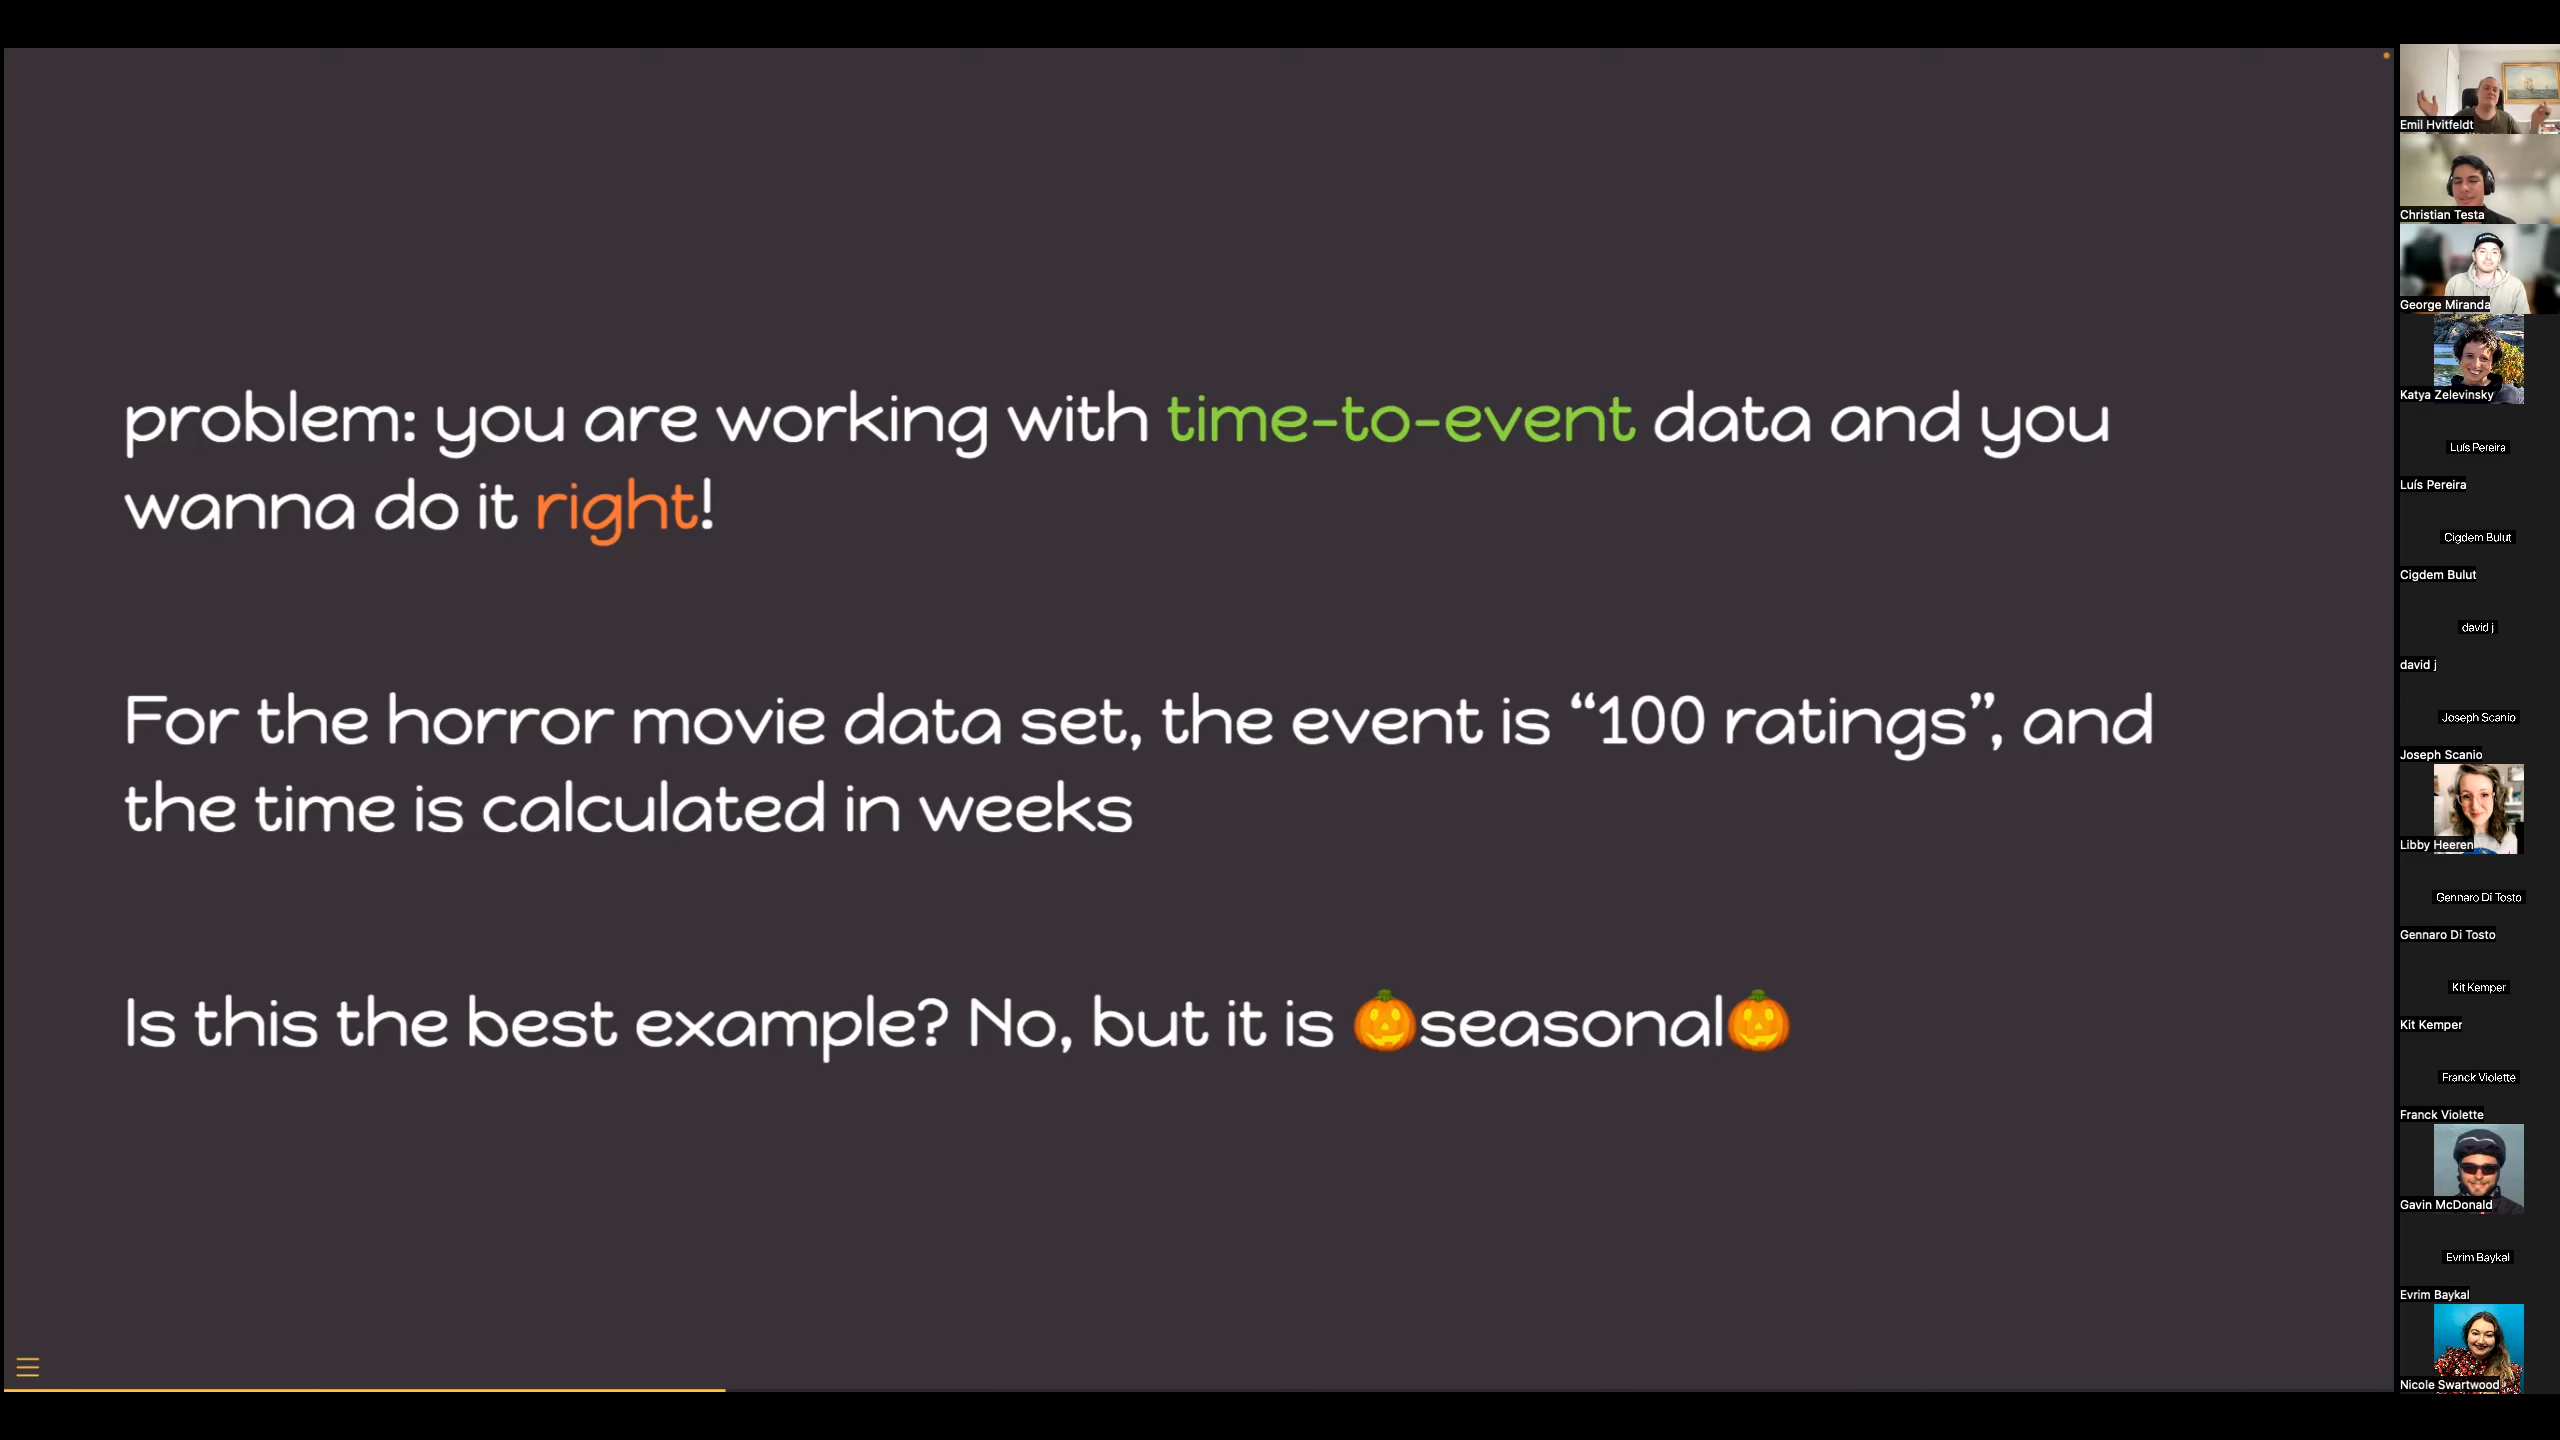 problem: you are working with time-to-event data and you
wanna do it right!
For the horror movie data set, the event is “100 ratings”, and
the time is calculated in weeks
Is this the best example? No, but it is 🎃seasonal🎃
Emil Hvitfeldt
Christian Testa
George Miranda
Katya Zelevinsky
Luís Pereira
Luís Pereira
Cigdem Bulut
Cigdem Bulut
david j
david j
Joseph Scanio
Joseph Scanio
Libby Heeren
Gennaro Di Tosto
Gennaro Di Tosto
Kit Kemper
Kit Kemper
Franck Violette
Franck Violette
Gavin McDonald
Evrim Baykal
Evrim Baykal
Nicole Swartwood